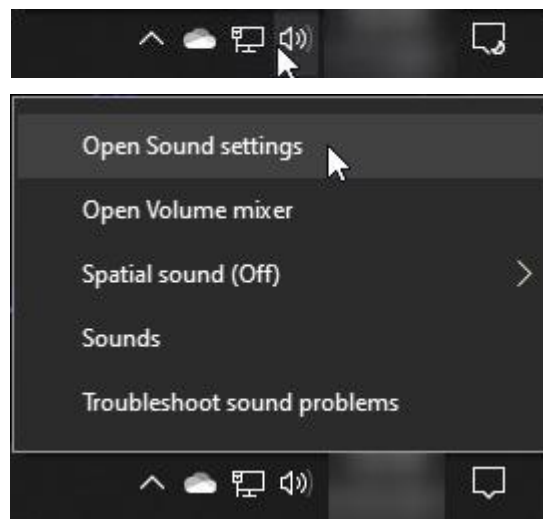 Open Sound settings
Open Volume mixer
Spatial sound (Off)
Sounds
Troubleshoot sound problems